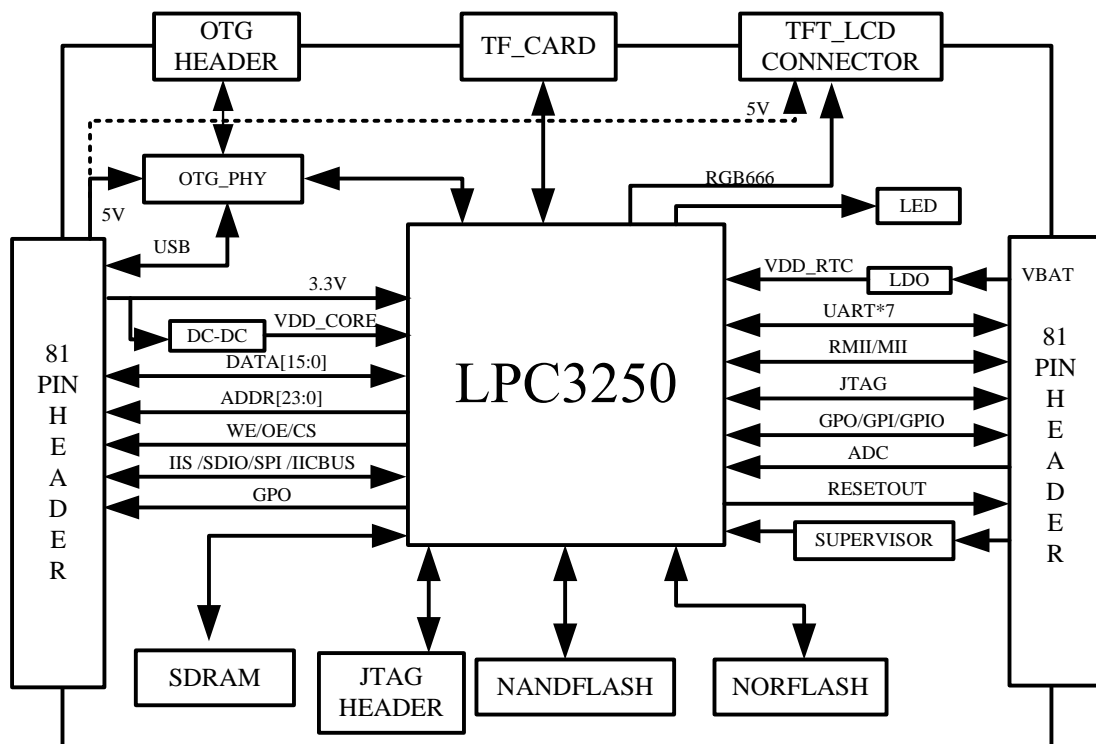 OTG
HEADER
TF_CARD
TFT_LCD
CONNECTOR
5V
OTG_PHY
RGB666
LED
5V
USB
VDD_RTC
LDO
VBAT
3.3V
DC-DC
VDD_CORE
UART*7
81
PIN
H
E
A
D
E
R
DATA[15:0]
ADDR[23:0]
WE/OE/CS
IIS /SDIO/SPI /IICBUS
GPO
LPC3250
RMII/MII
JTAG
GPO/GPI/GPIO
ADC
RESETOUT
SUPERVISOR
81
PIN
H
E
A
D
E
R
SDRAM
JTAG
HEADER
NANDFLASH
NORFLASH